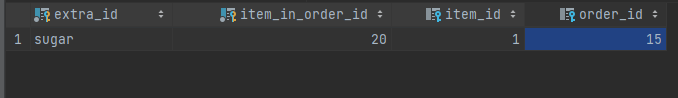 extra_id item_in_order_id item_id order_id
1 sugar 20 1 15